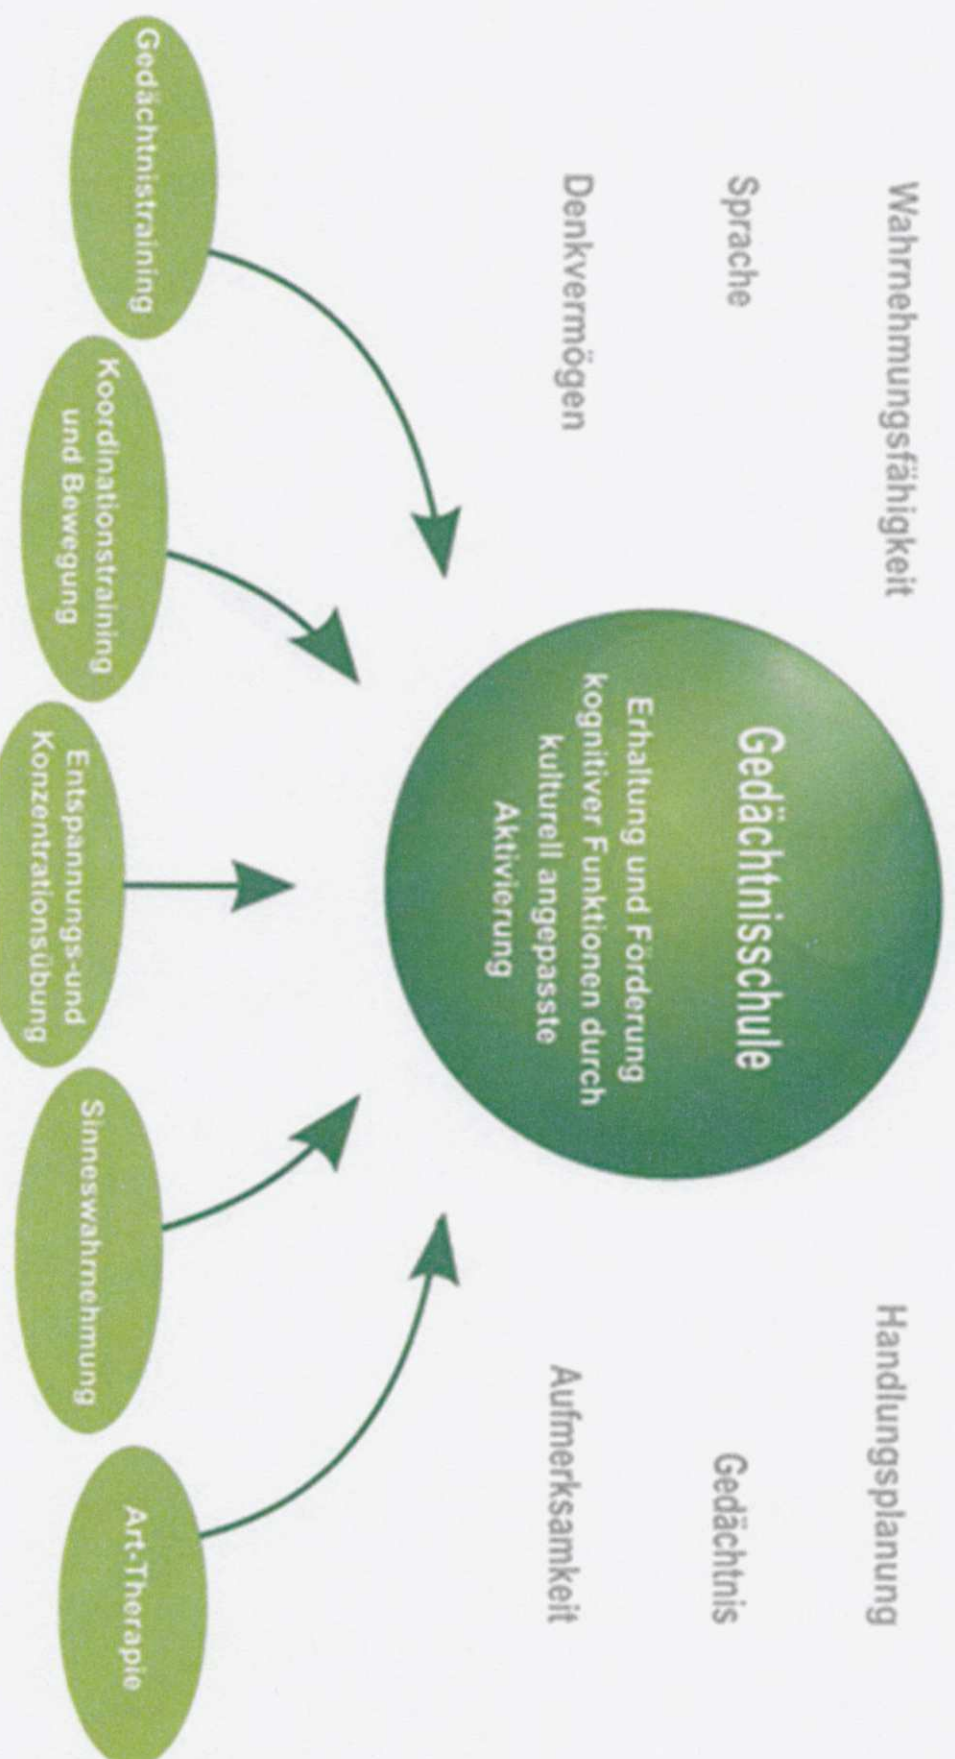 Wahrnehmungsfähigkeit
Handlungsplanung
Sprache
Gedächtnis
Denkvermögen
Aufmerksamkeit
Gedächtnisschule
Erhaltung und Förderung
kognitiver Funktionen durch
kulturell angepasste
Aktivierung
Gedächtnistraining
Koordinationstraining
und Bewegung
Entspannungs-und
Konzentrationsübung
Sinneswahrnehmung
Art-Therapie